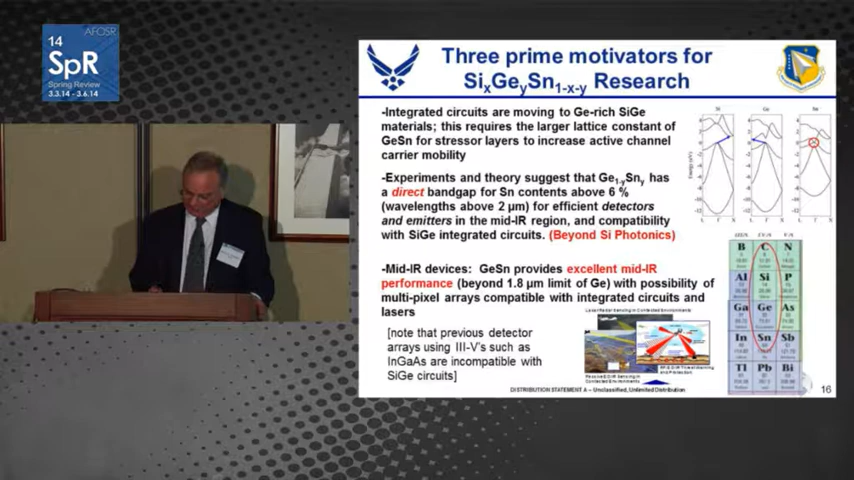 AFOSR
14
SpR
Spring Review
3.3.14 - 3.6.14
Three prime motivators for
SixGeySn1-x-y Research
-Integrated circuits are moving to Ge-rich SiGe
materials; this requires the larger lattice constant of
GeSn for stressor layers to increase active channel
carrier mobility
-Experiments and theory suggest that Ge1-ySny has
a direct bandgap for Sn contents above 6 %
(wavelengths above 2 μm) for efficient detectors
and emitters in the mid-IR region, and compatibility
with SiGe integrated circuits. (Beyond Si Photonics)
-Mid-IR devices: GeSn provides excellent mid-IR
performance (beyond 1.8 μm limit of Ge) with possibility of
multi-pixel arrays compatible with integrated circuits and
lasers
[note that previous detector
arrays using III-V's such as
InGaAs are incompatible with
SiGe circuits]
Si Ge
Energy (eV)
B C N
Al Si P
Ga Ge As
In Sn Sb
Tl Pb Bi
DISTRIBUTION STATEMENT A – Unclassified, Unlimited Distribution
16